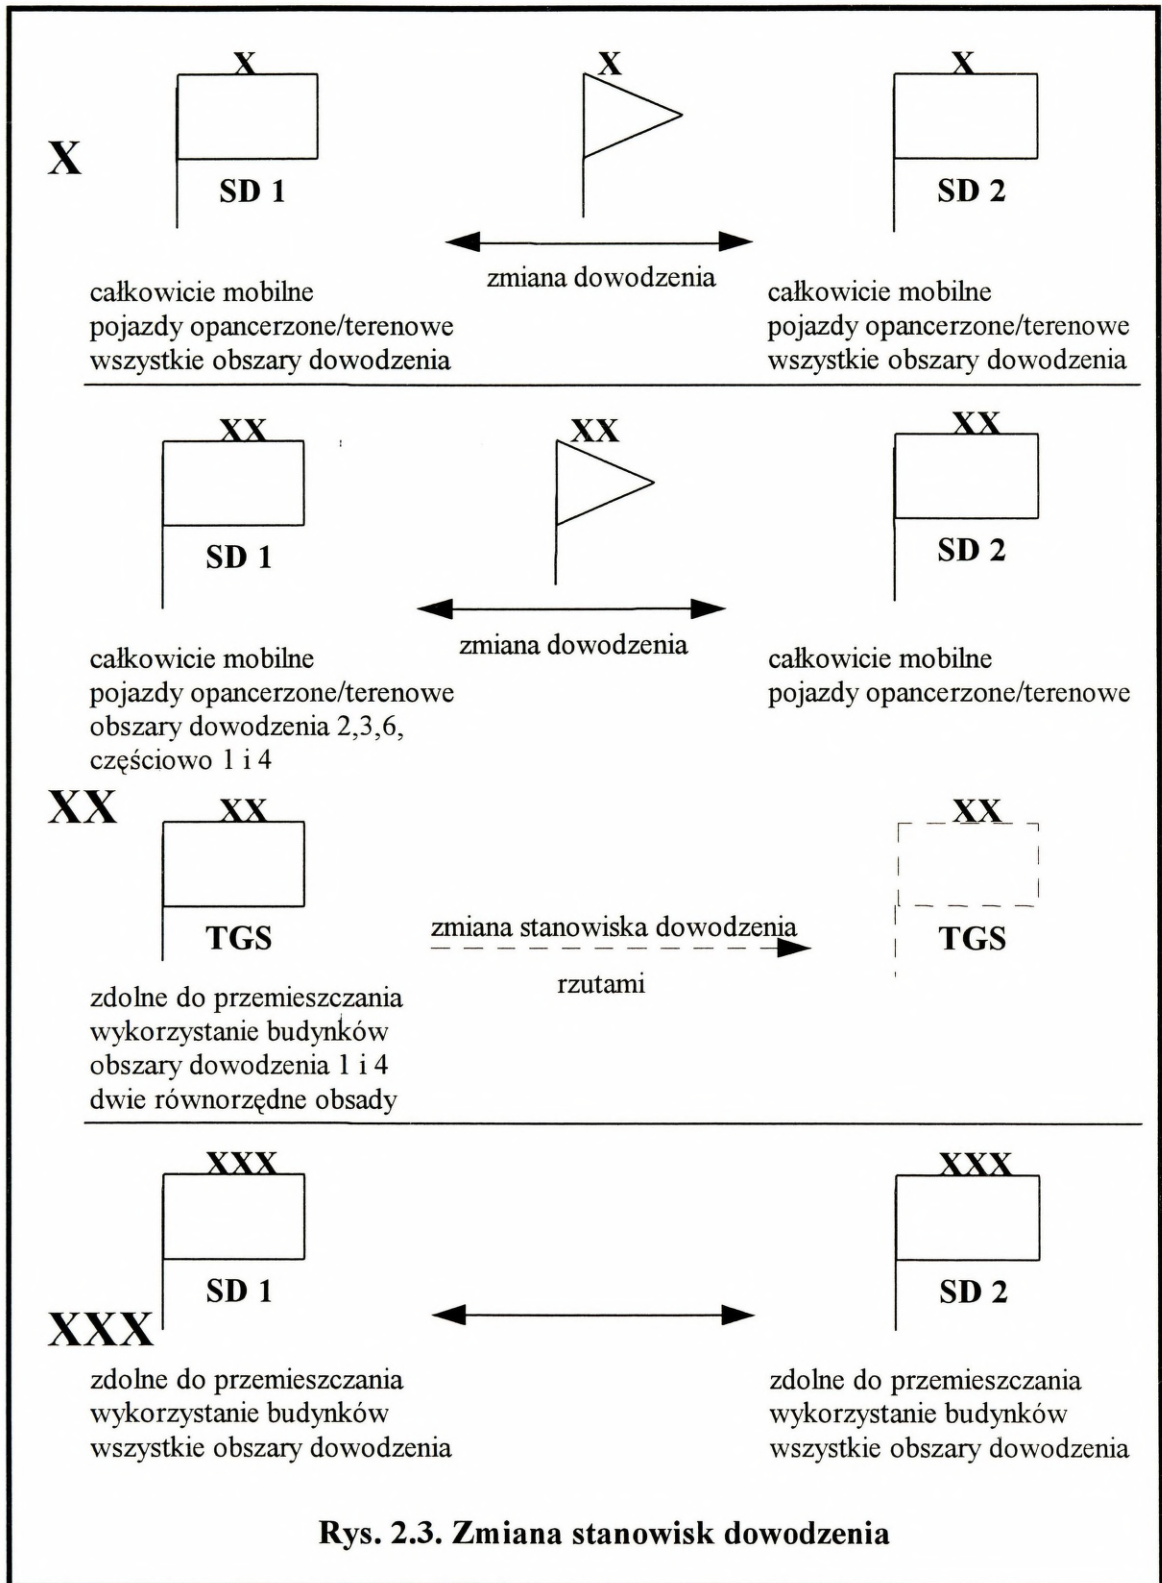 X
X
X
X
SD 1
SD 2
zmiana dowodzenia
całkowicie mobilne
pojazdy opancerzone/terenowe
wszystkie obszary dowodzenia
całkowicie mobilne
pojazdy opancerzone/terenowe
wszystkie obszary dowodzenia
XX
XX
XX
SD 1
SD 2
zmiana dowodzenia
całkowicie mobilne
pojazdy opancerzone/terenowe
obszary dowodzenia 2,3,6,
częściowo 1 i 4
całkowicie mobilne
pojazdy opancerzone/terenowe
XX
XX
XX
TGS
zmiana stanowiska dowodzenia
rzutami
TGS
zdolne do przemieszczania
wykorzystanie budynków
obszary dowodzenia 1 i 4
dwie równorzędne obsady
XXX
XXX
SD 1
SD 2
XXX
zdolne do przemieszczania
wykorzystanie budynków
wszystkie obszary dowodzenia
zdolne do przemieszczania
wykorzystanie budynków
wszystkie obszary dowodzenia
Rys. 2.3. Zmiana stanowisk dowodzenia